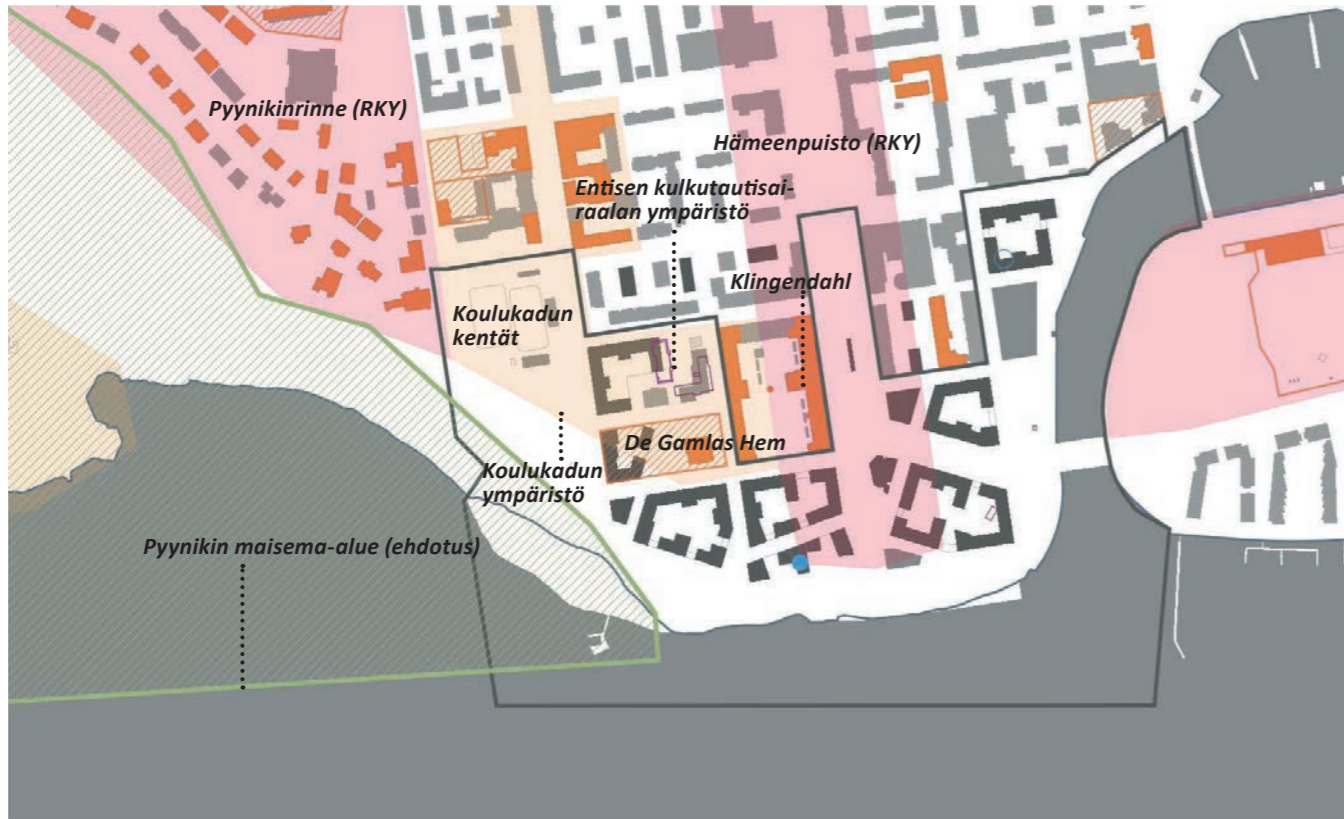 Pyynikinrinne (RKY)
Hämeenpuisto (RKY)
Entisen kulkutautisai-
raalan ympäristö
Klingendahl
Koulukadun
kentät
De Gamlas Hem
Koulukadun
ympäristö
Pyynikin maisema-alue (ehdotus)